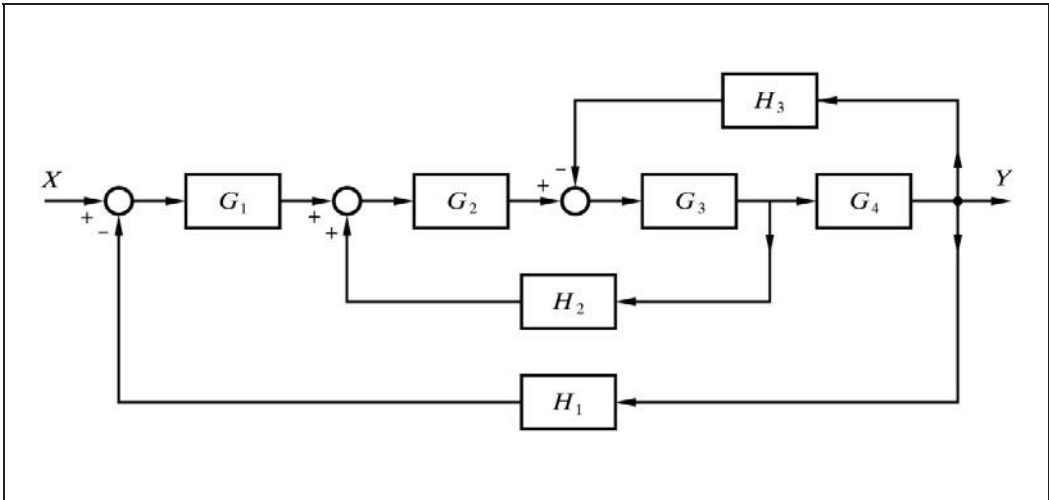 H₃
X
+
−
G₁
+
+
G₂
+
−
G₃
G₄
Y
H₂
H₁